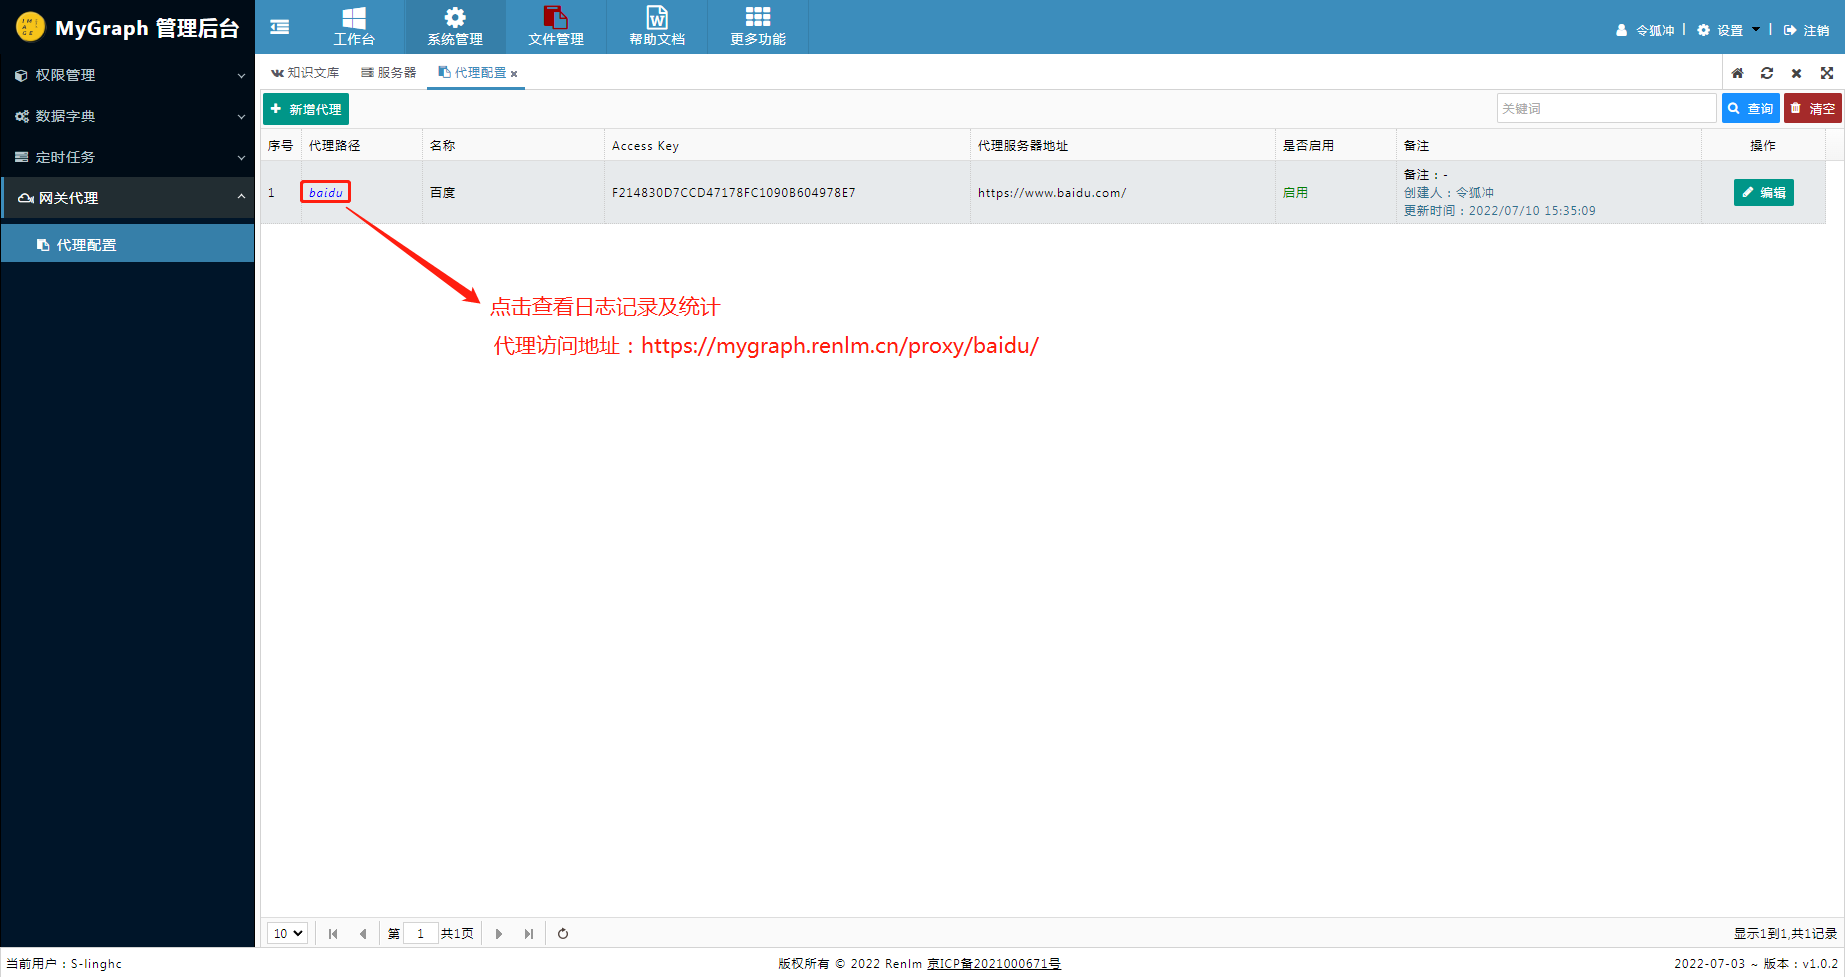 MyGraph 管理后台
工作台
系统管理
文件管理
帮助文档
更多功能
令狐冲
设置
注销
权限管理
数据字典
定时任务
网关代理
代理配置
知识文库
服务器
代理配置
新增代理
关键词
查询
清空
序号 代理路径 名称 Access Key 代理服务器地址 是否启用 备注 操作
1 baidu 百度 F214830D7CCD47178FC1090B604978E7 https://www.baidu.com/ 启用
备注：-
创建人：令狐冲
更新时间：2022/07/10 15:35:09
编辑
点击查看日志记录及统计
代理访问地址：https://mygraph.renlm.cn/proxy/baidu/
10 第 1 共1页
显示1到1,共1记录
当前用户：S-linghc
版权所有 © 2022 Renlm 京ICP备2021000671号
2022-07-03 ~ 版本：v1.0.2